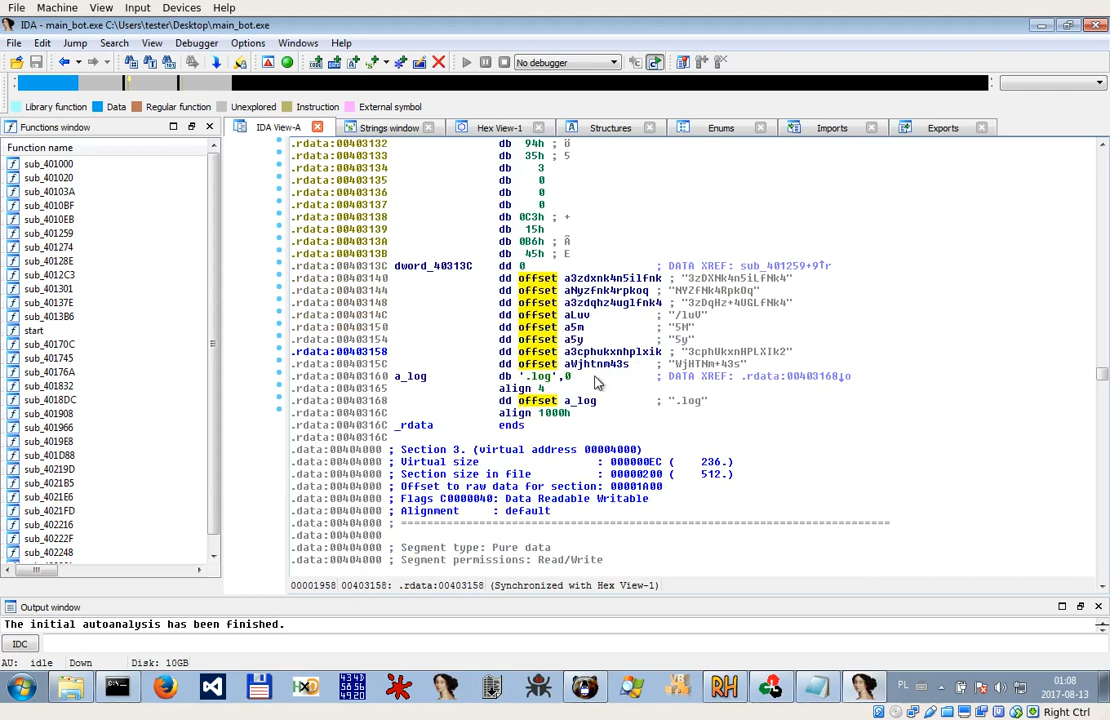 File Machine View Input Devices Help
IDA - main_bot.exe C:\Users\tester\Desktop\main_bot.exe
File Edit Jump Search View Debugger Options Windows Help
No debugger
Library function Data Regular function Unexplored Instruction External symbol
Functions window
IDA View-A Strings window Hex View-1 Structures Enums Imports Exports
Function name
sub_401000
sub_401020
sub_40103A
sub_4010BF
sub_4010EB
sub_401259
sub_401274
sub_40128E
sub_4012C3
sub_401301
sub_40137E
sub_4013B6
start
sub_40170C
sub_401745
sub_40176A
sub_401832
sub_4018DC
sub_401908
sub_401966
sub_4019E8
sub_401D88
sub_40219D
sub_4021E6
sub_4021FD
sub_402216
sub_40222F
sub_402248
.rdata:00403132 db 94h ; ö
.rdata:00403133 db 35h ; 5
.rdata:00403134 db 3
.rdata:00403135 db 0
.rdata:00403136 db 0
.rdata:00403137 db 0
.rdata:00403138 db 0C3h ; +
.rdata:00403139 db 15h
.rdata:0040313A db 0B6h ; Â
.rdata:0040313B db 45h ; E
.rdata:0040313C dword_40313C dd 0 ; DATA XREF: sub_401259+9↑r
.rdata:00403140 dd offset a3zdxnk4n5ilfnk ; "3zDXNk4n5iLfNk4"
.rdata:00403144 dd offset aNyzfnk4rpkoq ; "NYZfNk4RpkOq"
.rdata:00403148 dd offset a3zdqhz4uglfnk4 ; "3zDqHz+4UGLfNk4"
.rdata:0040314C dd offset aLuv ; "/luV"
.rdata:00403150 dd offset a5m ; "5M"
.rdata:00403154 dd offset a5y ; "5y"
.rdata:00403158 dd offset a3cphukxnhplxik ; "3cphUkxnHPLXIk2"
.rdata:0040315C dd offset aWjhtnm43s ; "WjHTNm+43s"
.rdata:00403160 a_log db '.log',0 ; DATA XREF: .rdata:00403168↓o
.rdata:00403165 align 4
.rdata:00403168 dd offset a_log ; ".log"
.rdata:0040316C align 1000h
.rdata:0040316C _rdata ends
.rdata:0040316C
.data:00404000 ; Section 3. (virtual address 00004000)
.data:00404000 ; Virtual size : 000000EC ( 236.)
.data:00404000 ; Section size in file : 00000200 ( 512.)
.data:00404000 ; Offset to raw data for section: 00001A00
.data:00404000 ; Flags C0000040: Data Readable Writable
.data:00404000 ; Alignment : default
.data:00404000 ; ===========================================================================
.data:00404000
.data:00404000 ; Segment type: Pure data
.data:00404000 ; Segment permissions: Read/Write
00001958 00403158: .rdata:00403158 (Synchronized with Hex View-1)
Output window
The initial autoanalysis has been finished.
IDC
AU: idle Down Disk: 10GB
PL
01:08
2017-08-13
Right Ctrl